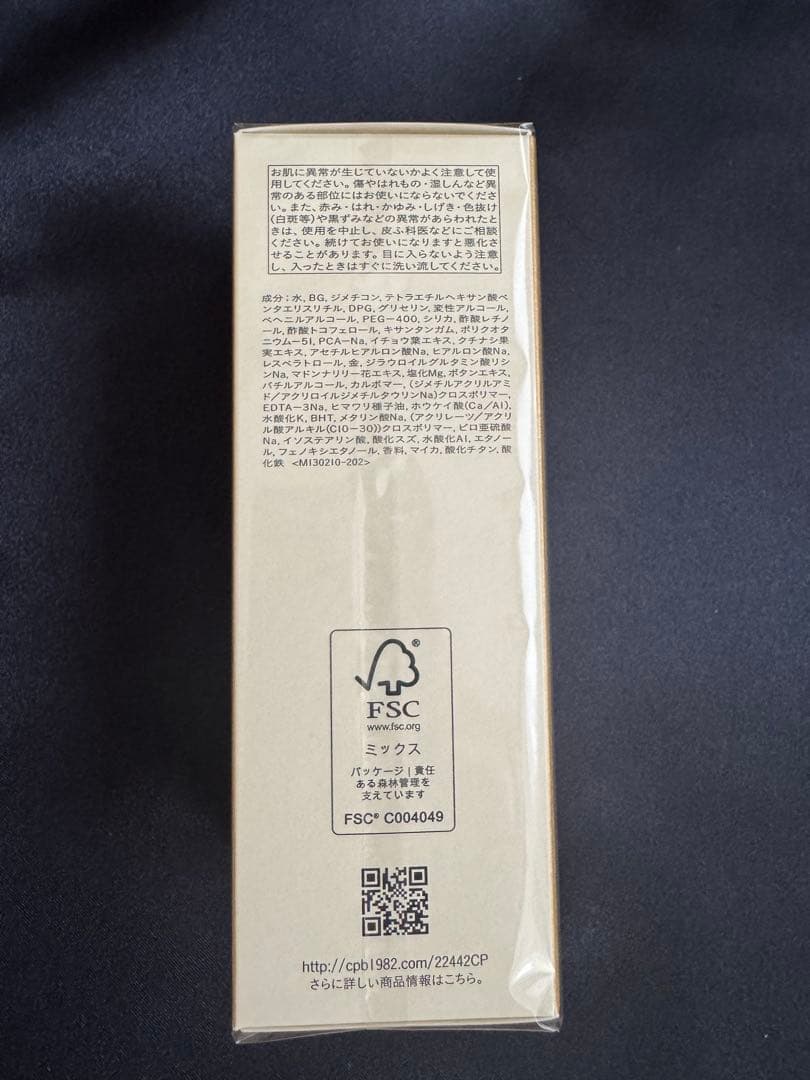 お肌に異常が生じていないかよく注意して使
用してください。傷やはれもの・湿しんなど異
常のある部位にはお使いにならないでくださ
い。また、赤み・はれ・かゆみ・しげき・色抜け
(白斑等)や黒ずみなどの異常があらわれたと
きは、使用を中止し、皮ふ科医などにご相談
ください。続けてお使いになりますと悪化さ
せることがあります。目に入らないよう注意
し、入ったときはすぐに洗い流してください。
成分：水, BG, ジメチコン, テトラエチルヘキサン酸ペ
ンタエリスリチル, DPG, グリセリン, 変性アルコール,
ベヘニルアルコール, PEG－400, シリカ, 酢酸レチノ
ール, 酢酸トコフェロール, キサンタンガム, ポリクオタ
ニウム－51, PCA－Na, イチョウ葉エキス, クチナシ果
実エキス, アセチルヒアルロン酸Na, ヒアルロン酸Na,
レスベラトロール, 金, ジラウロイルグルタミン酸リシ
ンNa, マドンナリリー花エキス, 塩化Mg, ボタンエキス,
バチルアルコール, カルボマー, (ジメチルアクリルアミ
ド／アクリロイルジメチルタウリンNa)クロスポリマー,
EDTA－3Na, ヒマワリ種子油, ホウケイ酸(Ca／Al),
水酸化K, BHT, メタリン酸Na, (アクリレーツ／アクリ
ル酸アルキル(C10－30))クロスポリマー, ピロ亜硫酸
Na, イソステアリン酸, 酸化スズ, 水酸化Al, エタノー
ル, フェノキシエタノール, 香料, マイカ, 酸化チタン, 酸
化鉄 <M130210-202>
®
FSC
www.fsc.org
ミックス
パッケージ | 責任
ある森林管理を
支えています
FSC® C004049
http://cpb1982.com/22442CP
さらに詳しい商品情報はこちら。